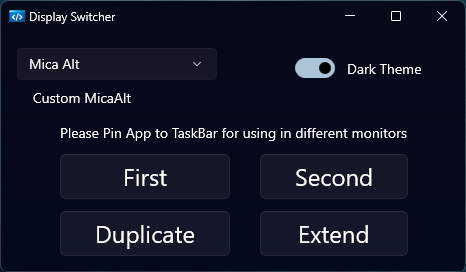 Display Switcher
Mica Alt
Dark Theme
Custom MicaAlt
Please Pin App to TaskBar for using in different monitors
First
Second
Duplicate
Extend